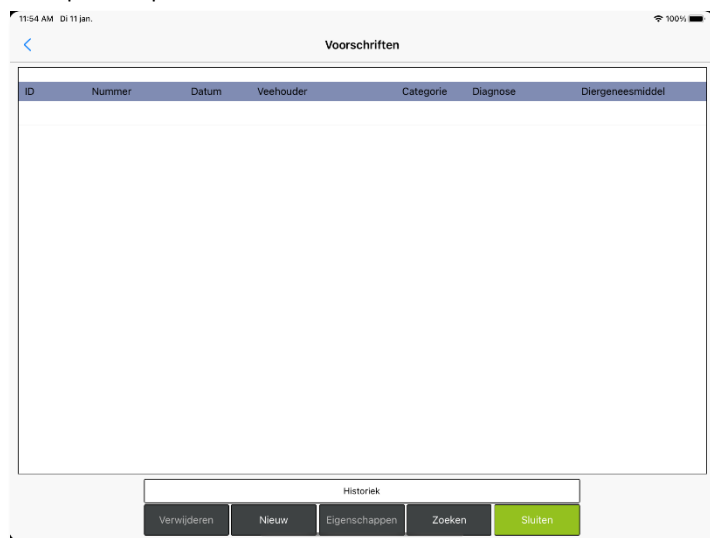 11:54 AM Di 11 jan. 100%
Voorschriften
ID Nummer Datum Veehouder Categorie Diagnose Diergeneesmiddel
Historiek
Verwijderen Nieuw Eigenschappen Zoeken Sluiten